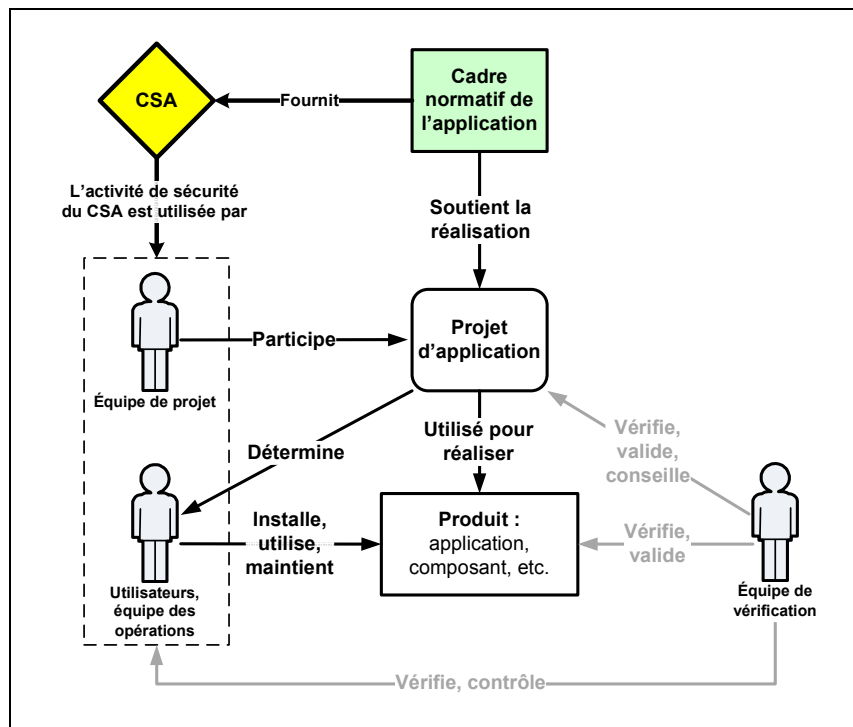 CSA
Fournit
Cadre
normatif de
l'application
L'activité de sécurité
du CSA est utilisée par
Soutient la
réalisation
Participe
Projet
d'application
Équipe de projet
Détermine
Utilisé pour
réaliser
Vérifie,
valide,
conseille
Installe,
utilise,
maintient
Produit :
application,
composant, etc.
Vérifie,
valide
Utilisateurs,
équipe des
opérations
Équipe de
vérification
Vérifie, contrôle